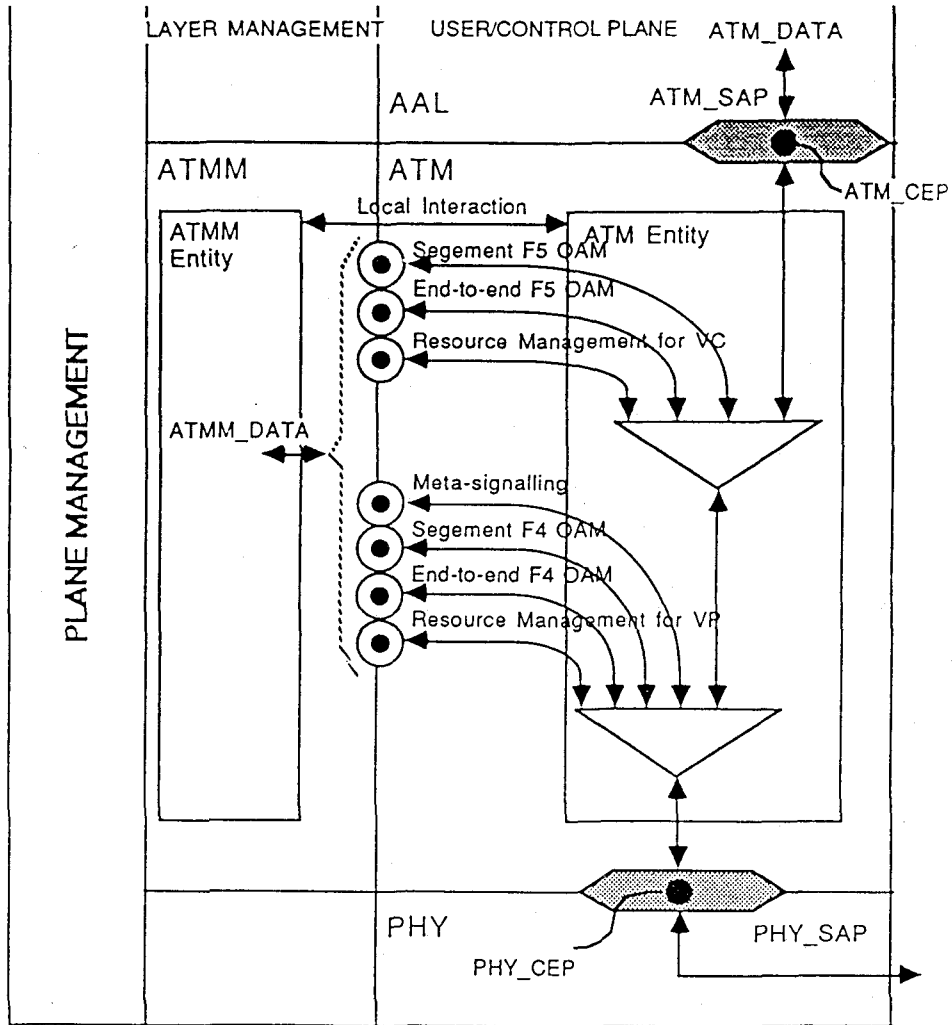 LAYER MANAGEMENT
USER/CONTROL PLANE
ATM_DATA
ATM_SAP
AAL
ATMM
ATM
ATM_CEP
Local Interaction
ATMM
Entity
ATM Entity
Segement F5 OAM
End-to-end F5 OAM
Resource Management for VC
PLANE MANAGEMENT
ATMM_DATA
Meta-signalling
Segement F4 OAM
End-to-end F4 OAM
Resource Management for VP
PHY
PHY_SAP
PHY_CEP